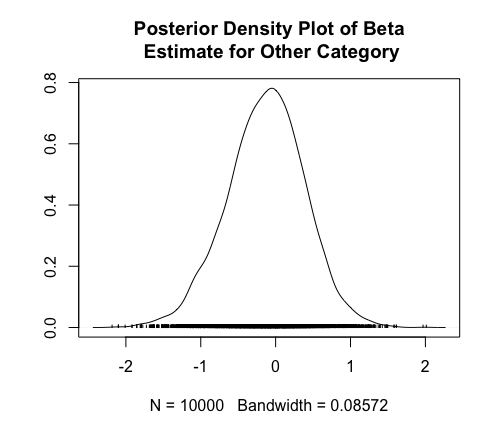 Posterior Density Plot of Beta
Estimate for Other Category
0.8
0.6
0.4
0.2
0.0
-2 -1 0 1 2
N = 10000 Bandwidth = 0.08572